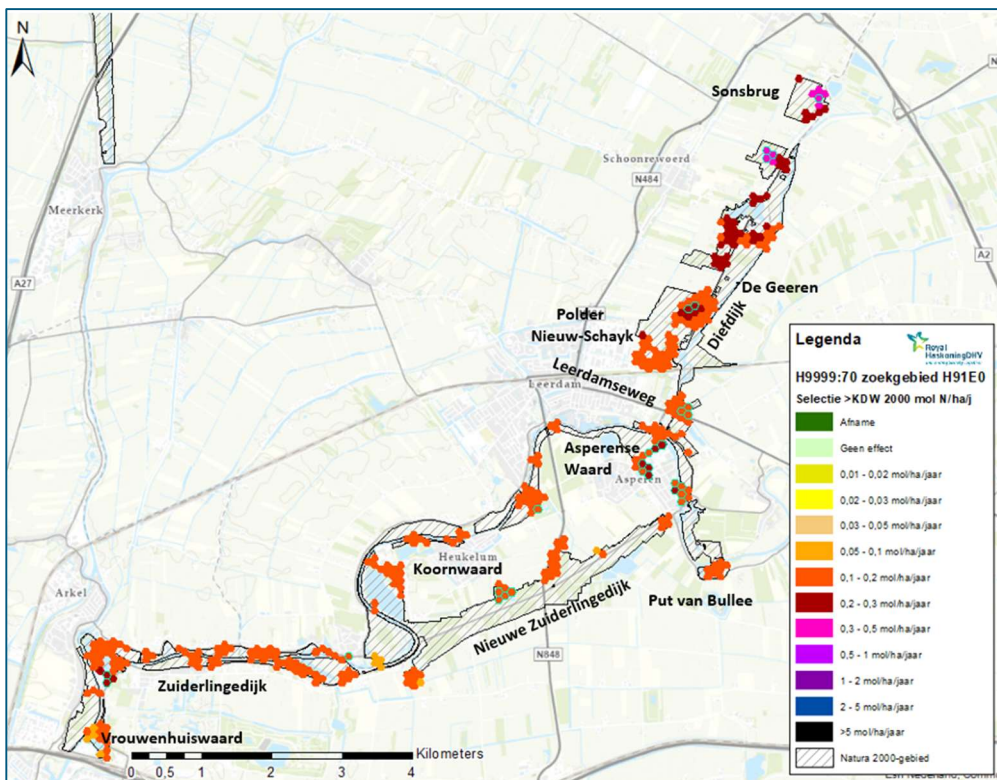 N
Sonsbrug
Schoonrewoerd
N484
Meerkerk
A2
A27
De Geeren
Polder
Nieuw-Schayk
Diefdijk
Leerdamseweg
Leerdam
Asperense
Waard
Asperen
Heukelum
Koornwaard
Arkel
Put van Bullee
Nieuwe Zuiderlingedijk
N848
Zuiderlingedijk
Vrouwenhuiswaard
Kilometers
0 0,5 1 2 3 4
Legenda
Royal
HaskoningDHV
H9999:70 zoekgebied H91E0
Selectie >KDW 2000 mol N/ha/j
Afname
Geen effect
0,01 - 0,02 mol/ha/jaar
0,02 - 0,03 mol/ha/jaar
0,03 - 0,05 mol/ha/jaar
0,05 - 0,1 mol/ha/jaar
0,1 - 0,2 mol/ha/jaar
0,2 - 0,3 mol/ha/jaar
0,3 - 0,5 mol/ha/jaar
0,5 - 1 mol/ha/jaar
1 - 2 mol/ha/jaar
2 - 5 mol/ha/jaar
>5 mol/ha/jaar
Natura 2000-gebied
Esri Nederland,